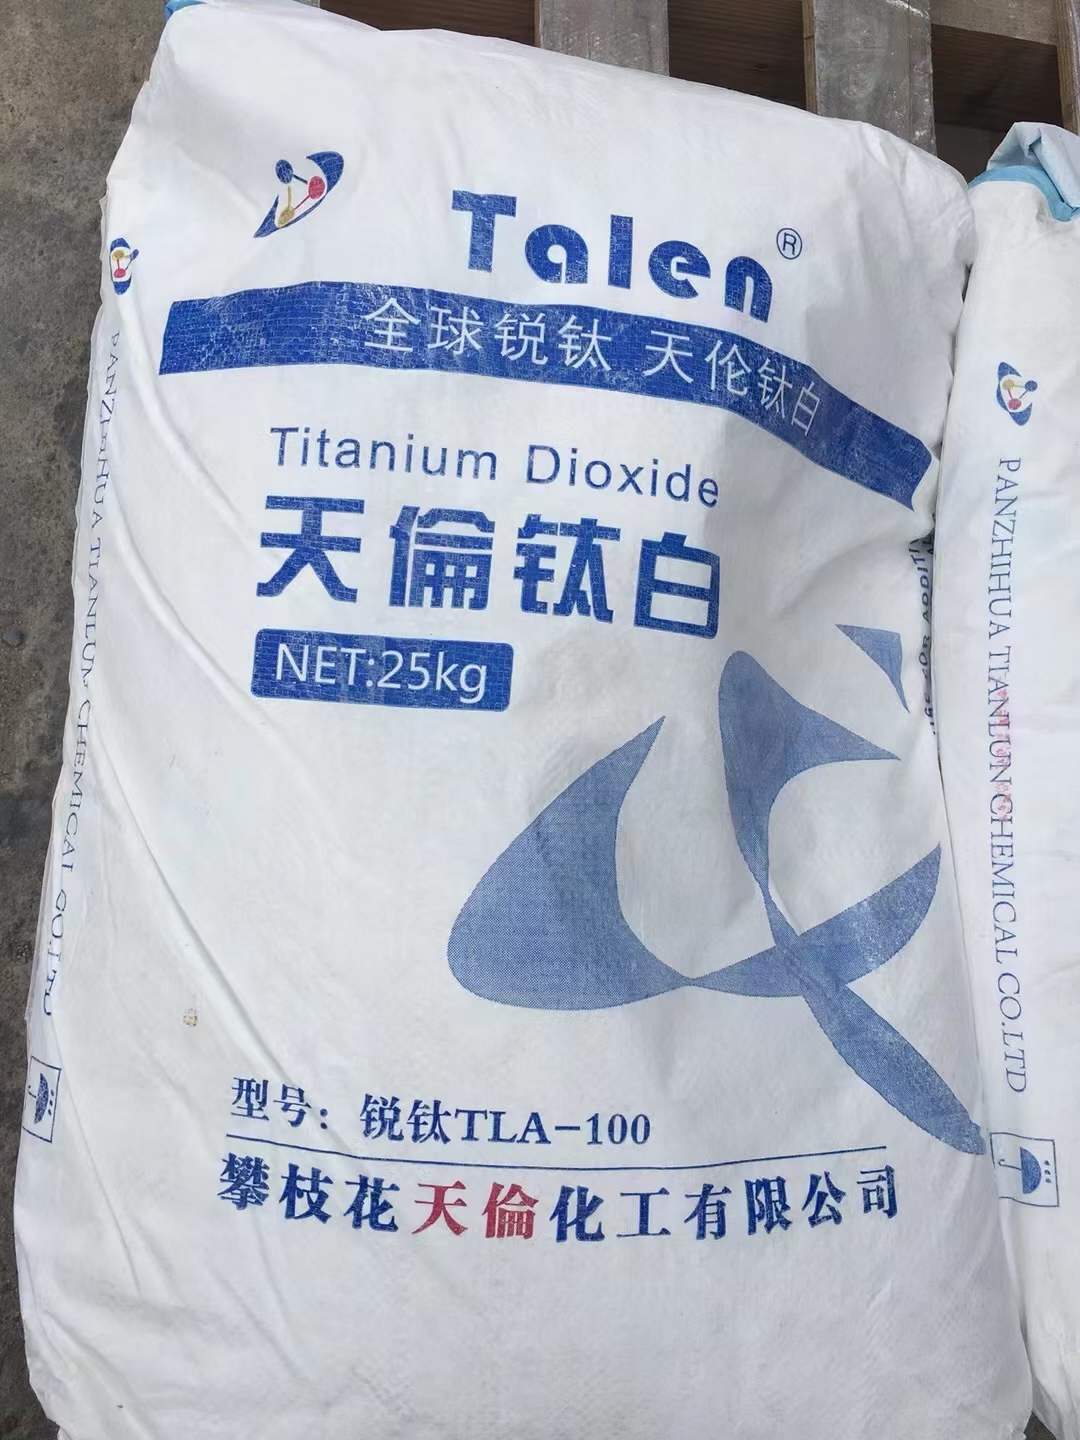 Talen®
全球锐钛 天伦钛白
Titanium Dioxide
天倫钛白
NET:25kg
型号：锐钛TLA-100
攀枝花天倫化工有限公司
PANZHIHUA TIANLUN CHEMICAL CO.LTD
PANZHIHUA TIANLUN CHEMICAL CO.LTD